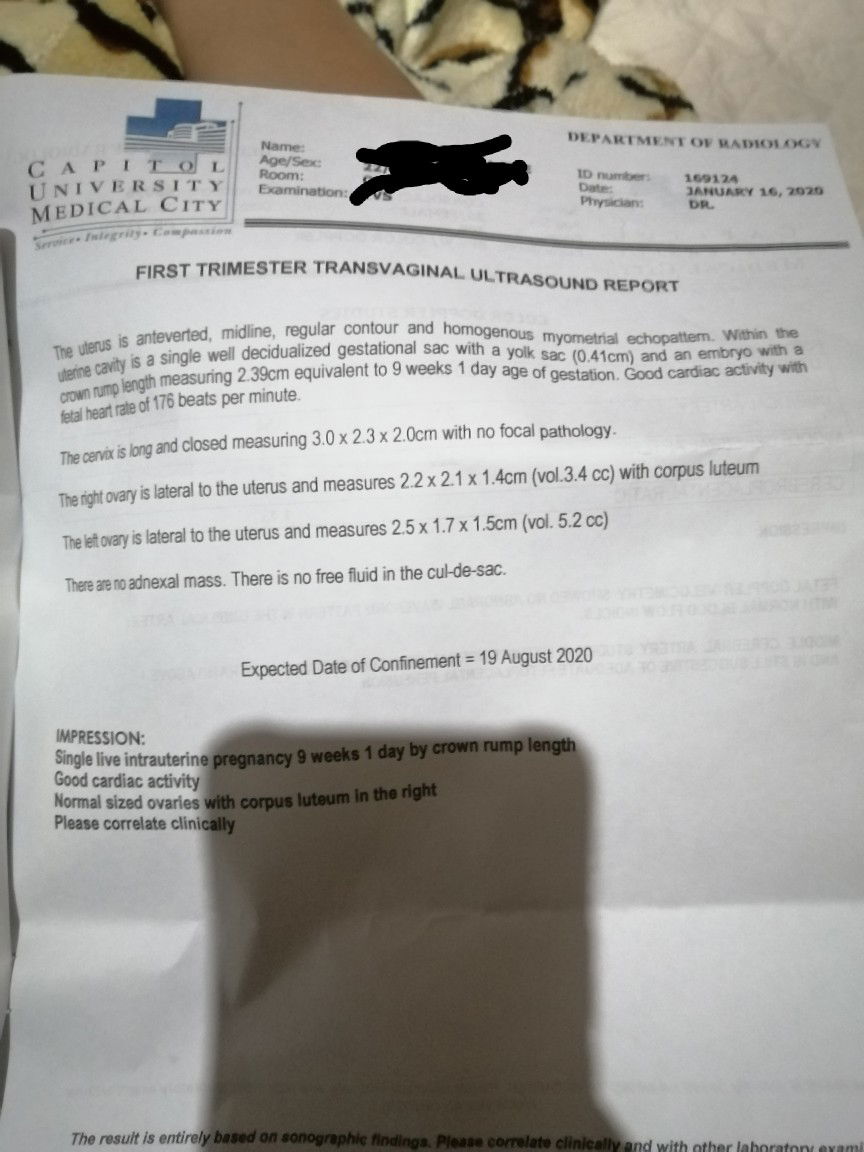 CAPITOL
UNIVERSITY
MEDICAL CITY
Service • Integrity • Compassion
Name:
Age/Sex:
Room:
Examination:
DEPARTMENT OF RADIOLOGY
ID number: 169124
Date: JANUARY 16, 2020
Physician: DR.
FIRST TRIMESTER TRANSVAGINAL ULTRASOUND REPORT
The uterus is anteverted, midline, regular contour and homogenous myometrial echopattern. Within the
uterine cavity is a single well decidualized gestational sac with a yolk sac (0.41cm) and an embryo with a
crown rump length measuring 2.39cm equivalent to 9 weeks 1 day age of gestation. Good cardiac activity with
fetal heart rate of 176 beats per minute.
The cervix is long and closed measuring 3.0 x 2.3 x 2.0cm with no focal pathology.
The right ovary is lateral to the uterus and measures 2.2 x 2.1 x 1.4cm (vol.3.4 cc) with corpus luteum
The left ovary is lateral to the uterus and measures 2.5 x 1.7 x 1.5cm (vol. 5.2 cc)
There are no adnexal mass. There is no free fluid in the cul-de-sac.
Expected Date of Confinement = 19 August 2020
IMPRESSION:
Single live intrauterine pregnancy 9 weeks 1 day by crown rump length
Good cardiac activity
Normal sized ovaries with corpus luteum in the right
Please correlate clinically
The result is entirely based on sonographic findings. Please correlate clinically and with other laboratory